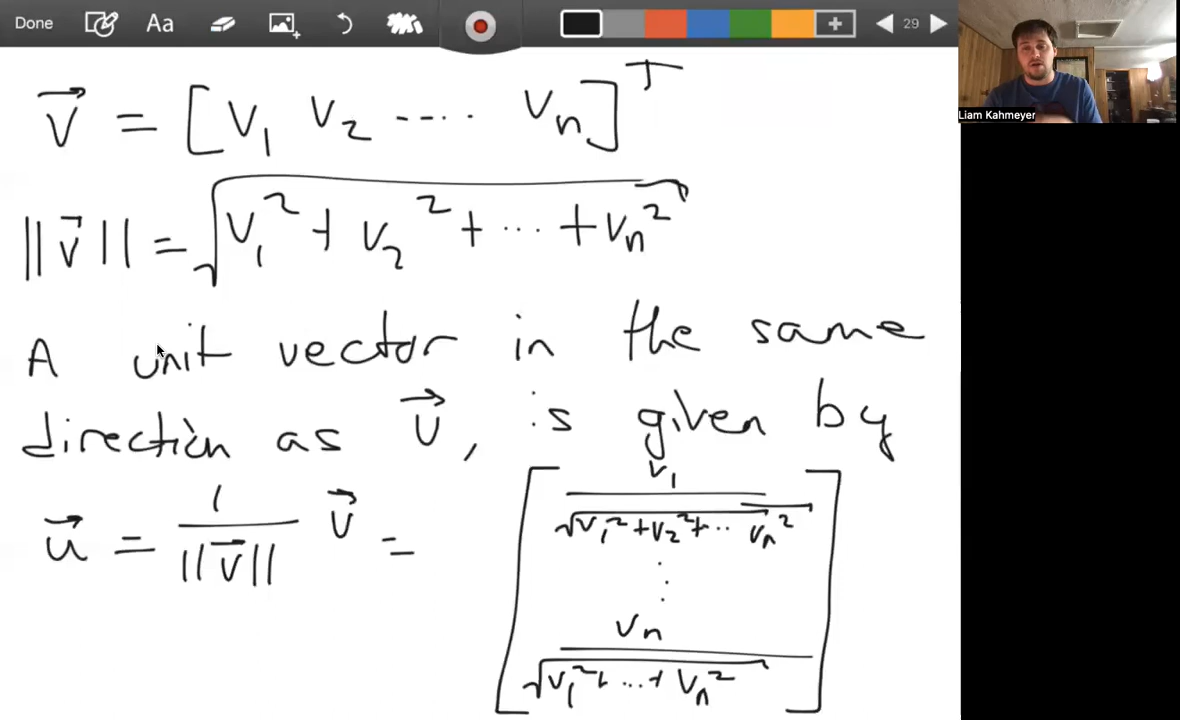 Done Aa + 29
Liam Kahmeyer
v⃗ = [v₁ v₂ ---·· vₙ]ᵀ
||v⃗|| = √(v₁² + v₂² + ··· + vₙ²)
A unit vector in the same
direction as v⃗, is given by
u⃗ = 1/||v⃗|| v⃗ = [v₁/√(v₁²+v₂²+···vₙ²) ⋮ vₙ/√(v₁²+...+vₙ²)]